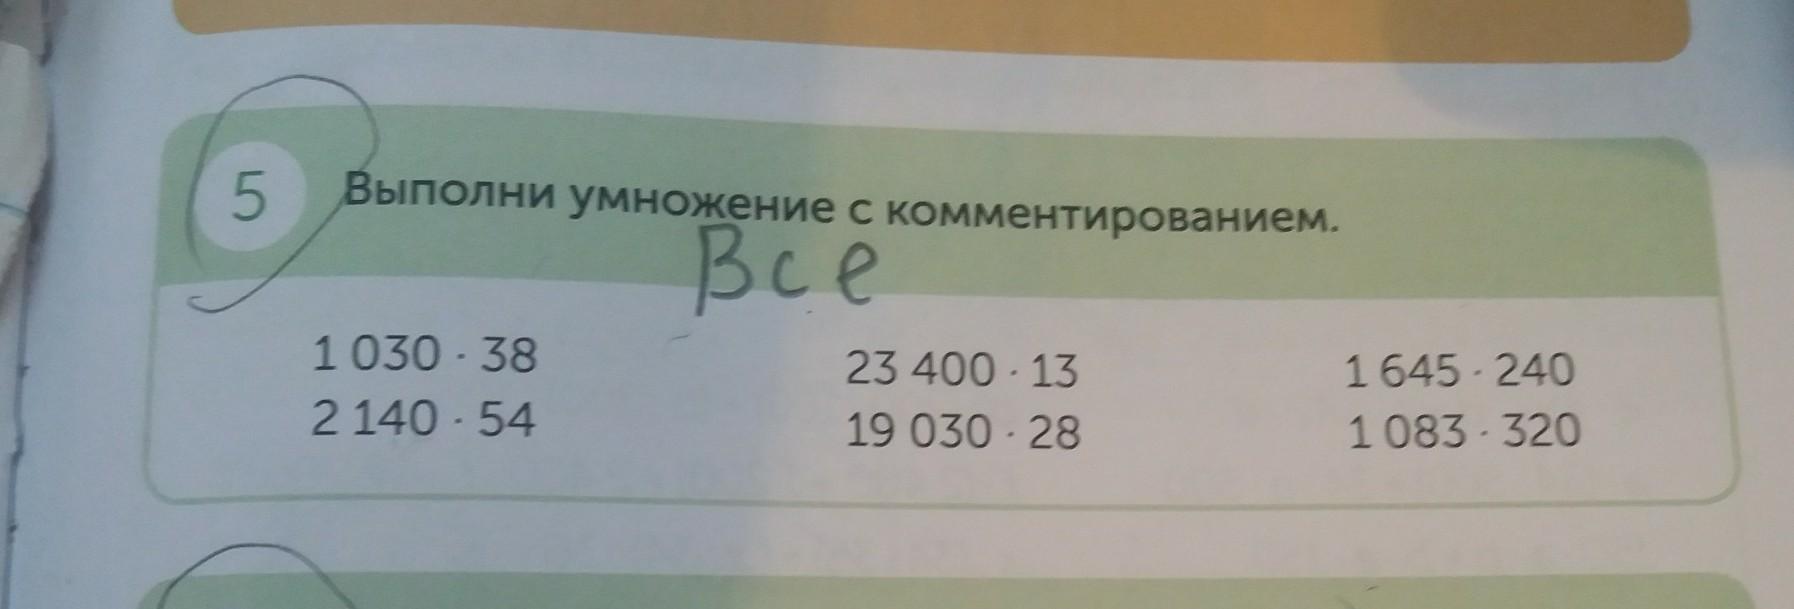 5 Выполни умножение с комментированием.
Все
1 030 · 38 23 400 · 13 1 645 · 240
2 140 · 54 19 030 · 28 1 083 · 320